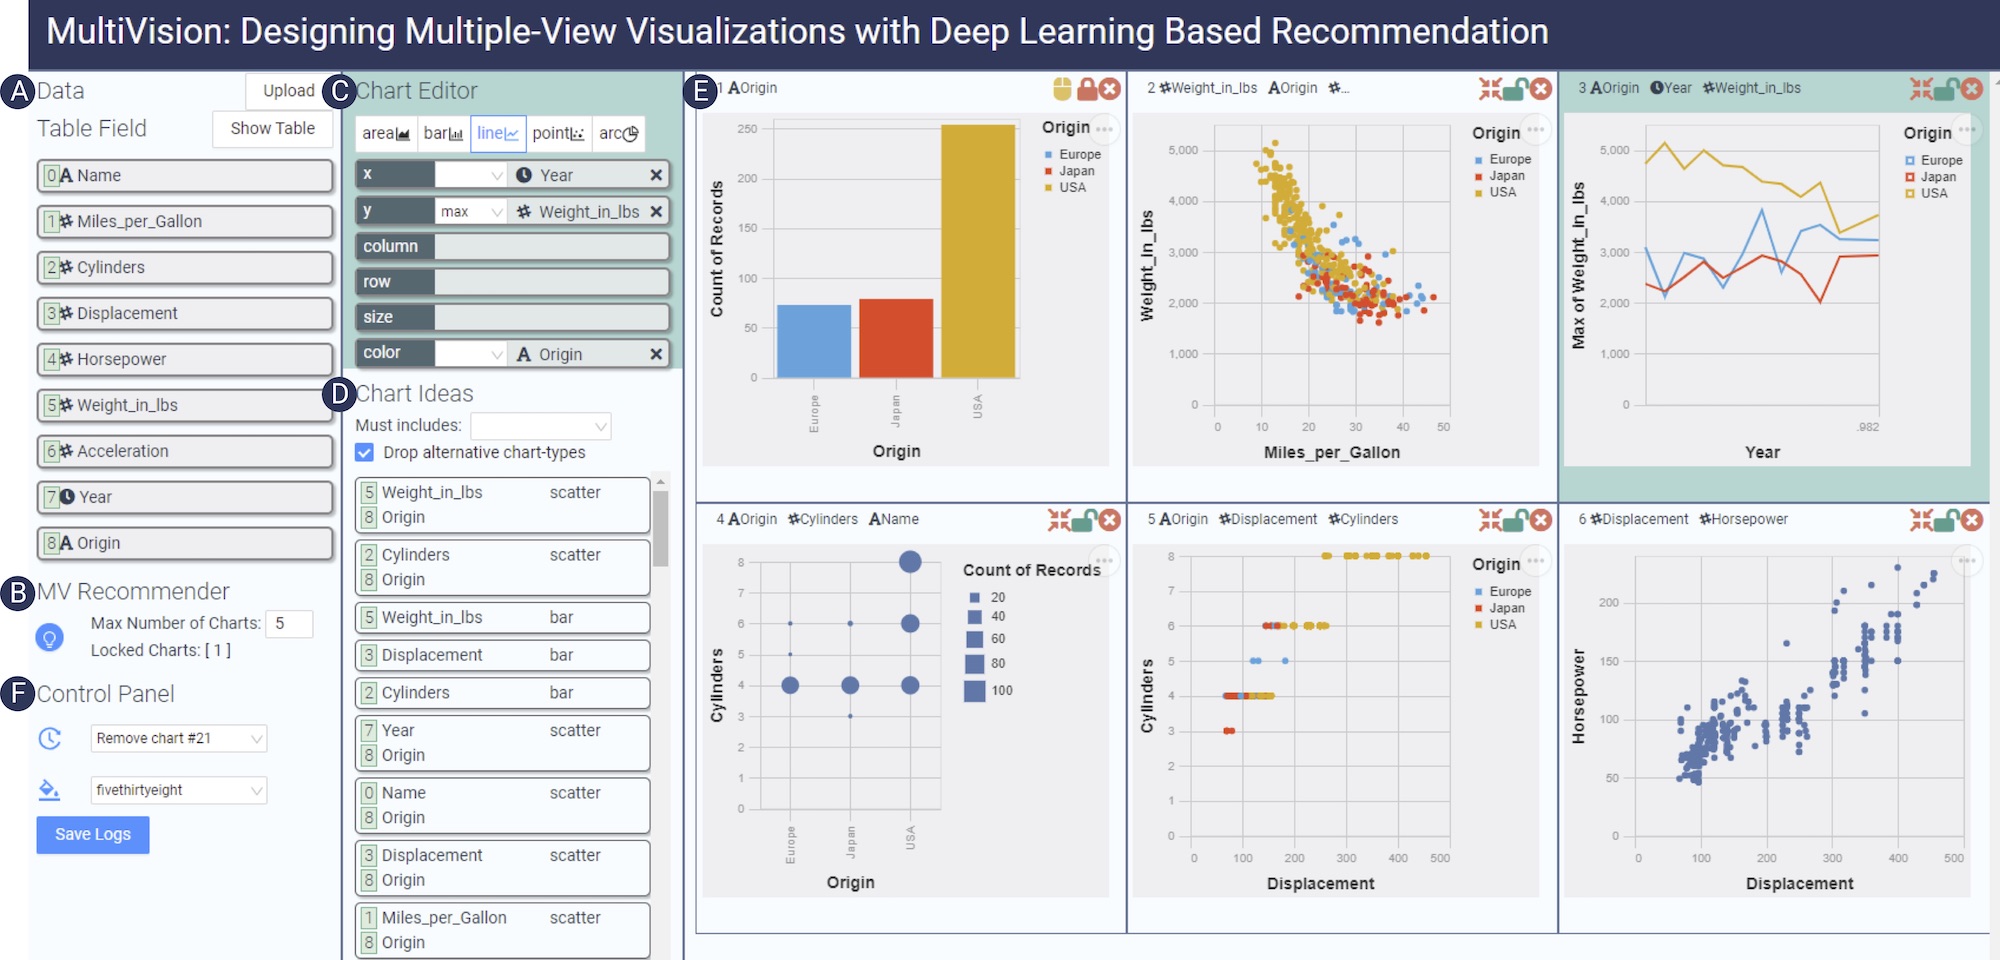 MultiVision: Designing Multiple-View Visualizations with Deep Learning Based Recommendation
A Data
Upload
Table Field
Show Table
0 A Name
1 # Miles_per_Gallon
2 # Cylinders
3 # Displacement
4 # Horsepower
5 # Weight_in_lbs
6 # Acceleration
7 Year
8 A Origin
B MV Recommender
Max Number of Charts: 5
Locked Charts: [ 1 ]
F Control Panel
Remove chart #21
fivethirtyeight
Save Logs
C Chart Editor
area bar line point arc
x Year
y max # Weight_in_lbs
column
row
size
color A Origin
D Chart Ideas
Must includes:
Drop alternative chart-types
5 Weight_in_lbs scatter
8 Origin
2 Cylinders scatter
8 Origin
5 Weight_in_lbs bar
3 Displacement bar
2 Cylinders bar
7 Year scatter
8 Origin
0 Name scatter
8 Origin
3 Displacement scatter
8 Origin
1 Miles_per_Gallon scatter
8 Origin
E
1 A Origin
Count of Records
250
200
150
100
50
0
Europe
Japan
USA
Origin
Origin
Europe
Japan
USA
2 #Weight_in_lbs A Origin #...
Weight_in_lbs
5,000
4,000
3,000
2,000
1,000
0
0 10 20 30 40 50
Miles_per_Gallon
Origin
Europe
Japan
USA
3 A Origin Year #Weight_in_lbs
Max of Weight_in_lbs
5,000
4,000
3,000
2,000
1,000
0
.982
Year
Origin
Europe
Japan
USA
4 A Origin #Cylinders A Name
Cylinders
8
7
6
5
4
3
2
1
0
Europe
Japan
USA
Origin
Count of Records
20
40
60
80
100
5 A Origin #Displacement #Cylinders
Cylinders
8
7
6
5
4
3
2
1
0
0 100 200 300 400 500
Displacement
Origin
Europe
Japan
USA
6 #Displacement #Horsepower
Horsepower
200
150
100
50
0
0 100 200 300 400 500
Displacement